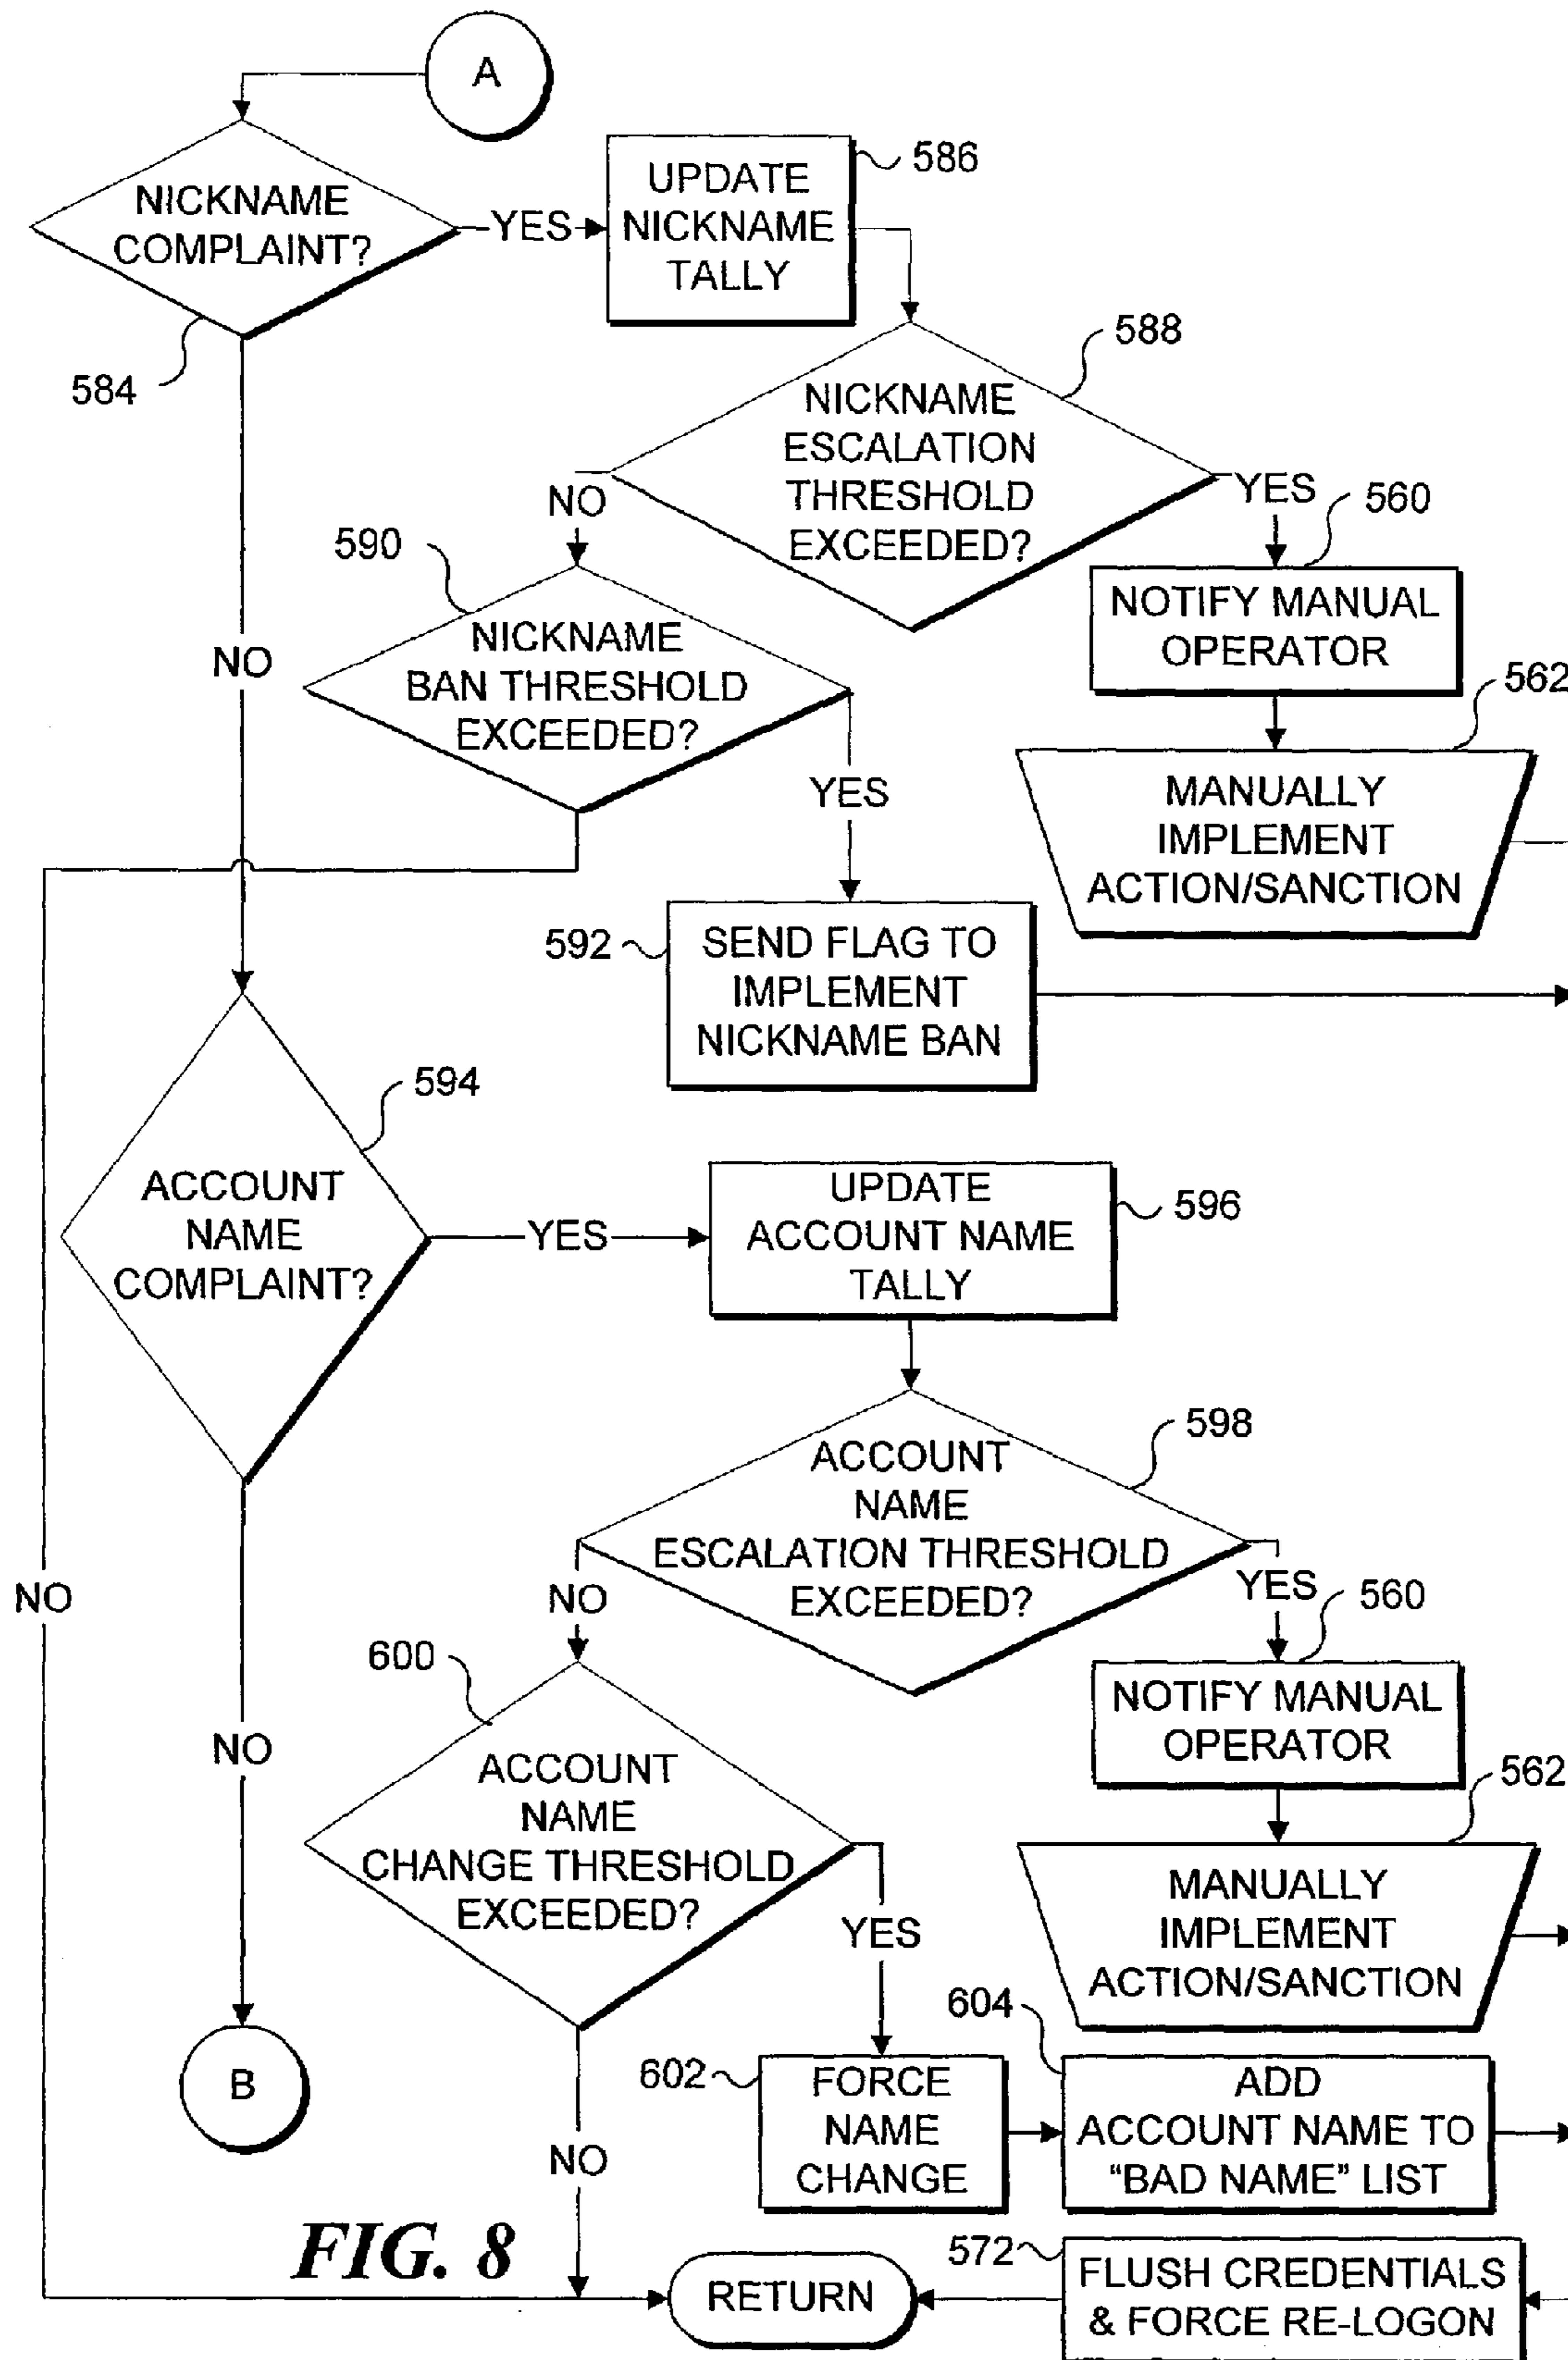 A
NICKNAME
COMPLAINT?
584
YES
UPDATE
NICKNAME
TALLY
586
NICKNAME
ESCALATION
THRESHOLD
EXCEEDED?
588
NO
YES
590
NICKNAME
BAN THRESHOLD
EXCEEDED?
560
NOTIFY MANUAL
OPERATOR
NO
562
MANUALLY
IMPLEMENT
ACTION/SANCTION
YES
592
SEND FLAG TO
IMPLEMENT
NICKNAME BAN
594
ACCOUNT
NAME
COMPLAINT?
YES
UPDATE
ACCOUNT NAME
TALLY
596
ACCOUNT
NAME
ESCALATION THRESHOLD
EXCEEDED?
598
NO
NO
YES
560
NOTIFY MANUAL
OPERATOR
600
ACCOUNT
NAME
CHANGE THRESHOLD
EXCEEDED?
NO
562
MANUALLY
IMPLEMENT
ACTION/SANCTION
YES
B
602
FORCE
NAME
CHANGE
604
ADD
ACCOUNT NAME TO
“BAD NAME” LIST
NO
FIG. 8
RETURN
572
FLUSH CREDENTIALS
& FORCE RE-LOGON